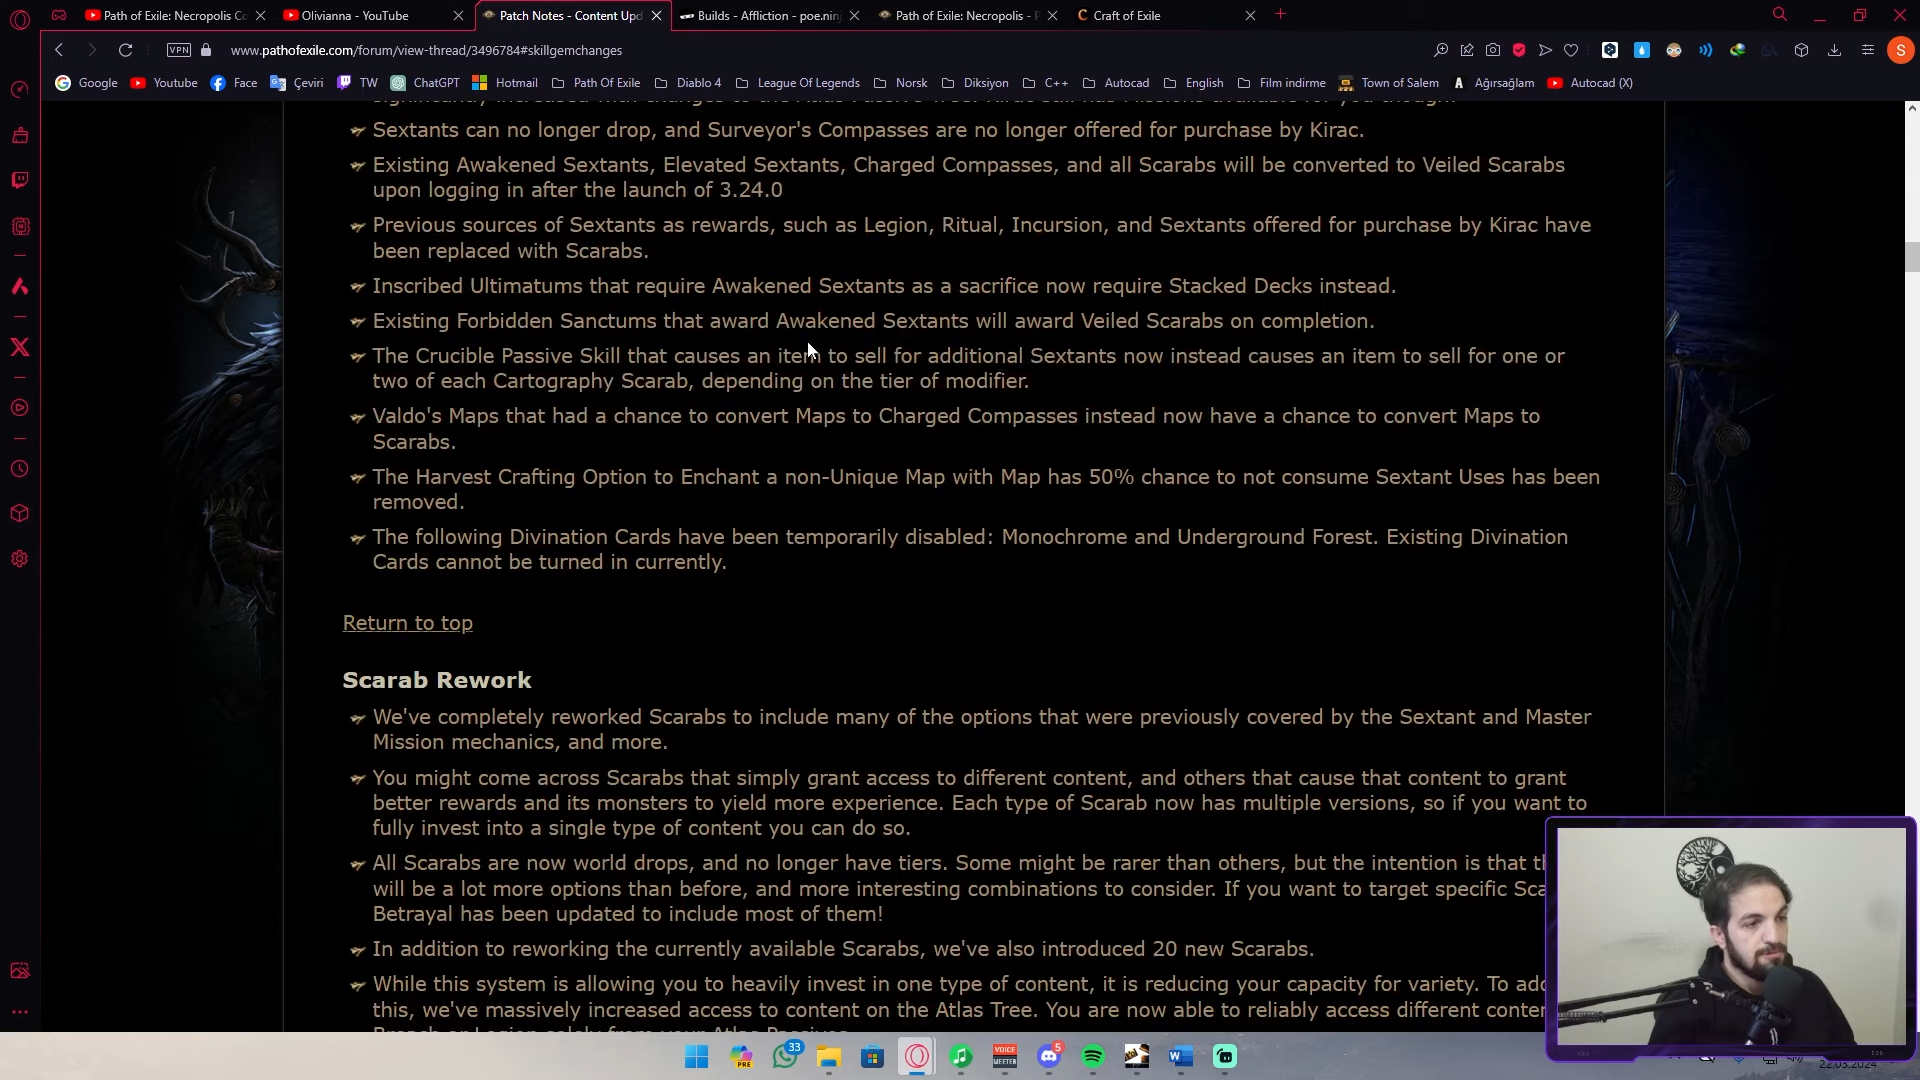 Path of Exile: Necropolis Co
Olivianna - YouTube
Patch Notes - Content Upd
Builds - Affliction - poe.ninj
Path of Exile: Necropolis - P
Craft of Exile
VPN
www.pathofexile.com/forum/view-thread/3496784#skillgemchanges
S
Google Youtube Face Çeviri TW ChatGPT Hotmail Path Of Exile Diablo 4 League Of Legends Norsk Diksiyon C++ Autocad English Film indirme Town of Salem Ağırsağlam Autocad (X)
Sextants can no longer drop, and Surveyor's Compasses are no longer offered for purchase by Kirac.
Existing Awakened Sextants, Elevated Sextants, Charged Compasses, and all Scarabs will be converted to Veiled Scarabs
upon logging in after the launch of 3.24.0
Previous sources of Sextants as rewards, such as Legion, Ritual, Incursion, and Sextants offered for purchase by Kirac have
been replaced with Scarabs.
Inscribed Ultimatums that require Awakened Sextants as a sacrifice now require Stacked Decks instead.
Existing Forbidden Sanctums that award Awakened Sextants will award Veiled Scarabs on completion.
The Crucible Passive Skill that causes an item to sell for additional Sextants now instead causes an item to sell for one or
two of each Cartography Scarab, depending on the tier of modifier.
Valdo's Maps that had a chance to convert Maps to Charged Compasses instead now have a chance to convert Maps to
Scarabs.
The Harvest Crafting Option to Enchant a non-Unique Map with Map has 50% chance to not consume Sextant Uses has been
removed.
The following Divination Cards have been temporarily disabled: Monochrome and Underground Forest. Existing Divination
Cards cannot be turned in currently.
Return to top
Scarab Rework
We've completely reworked Scarabs to include many of the options that were previously covered by the Sextant and Master
Mission mechanics, and more.
You might come across Scarabs that simply grant access to different content, and others that cause that content to grant
better rewards and its monsters to yield more experience. Each type of Scarab now has multiple versions, so if you want to
fully invest into a single type of content you can do so.
All Scarabs are now world drops, and no longer have tiers. Some might be rarer than others, but the intention is that th
will be a lot more options than before, and more interesting combinations to consider. If you want to target specific Sca
Betrayal has been updated to include most of them!
In addition to reworking the currently available Scarabs, we've also introduced 20 new Scarabs.
While this system is allowing you to heavily invest in one type of content, it is reducing your capacity for variety. To add
this, we've massively increased access to content on the Atlas Tree. You are now able to reliably access different conten
PRE
33
VOICE
MEETER
5
22.03.2024